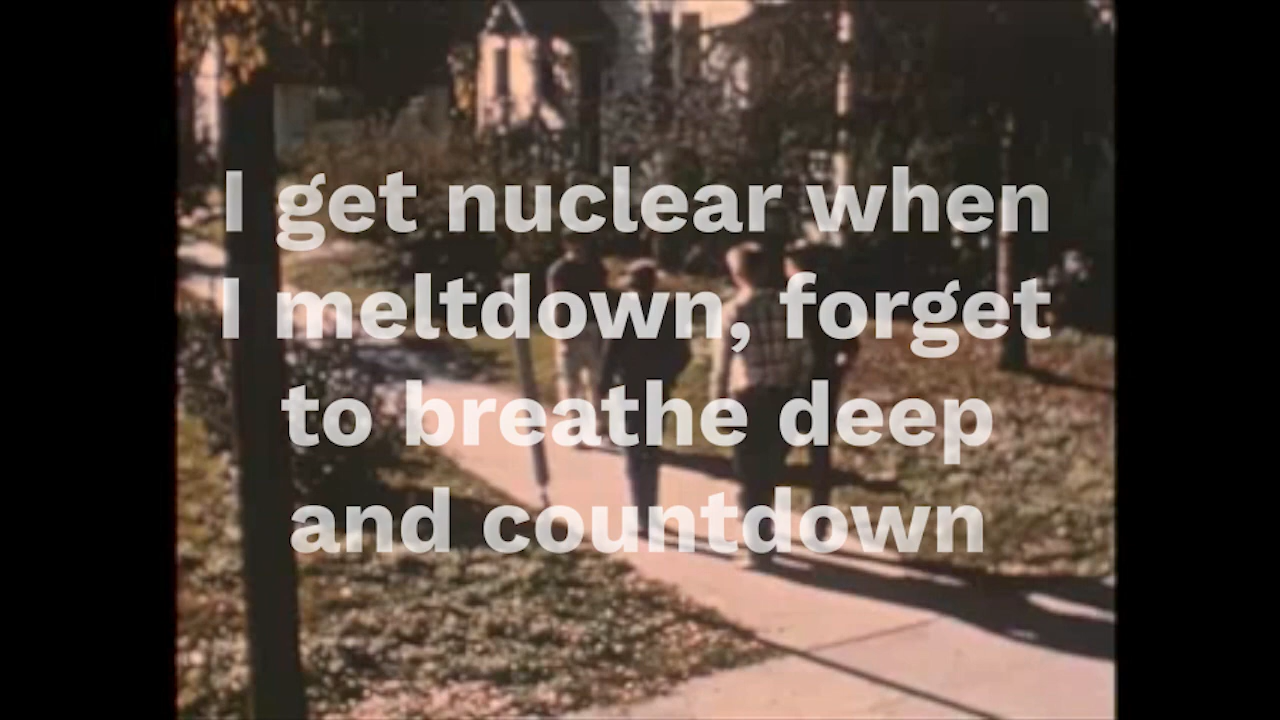 I get nuclear when
I meltdown, forget
to breathe deep
and countdown